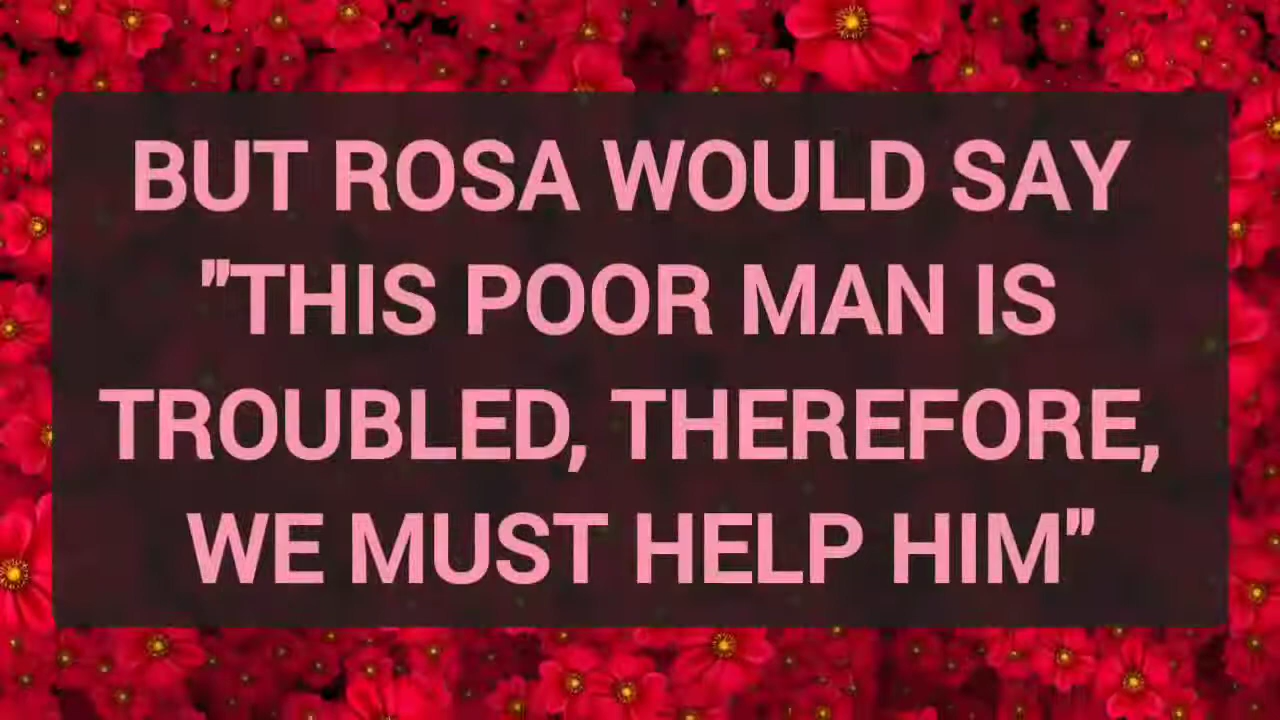 BUT ROSA WOULD SAY
"THIS POOR MAN IS
TROUBLED, THEREFORE,
WE MUST HELP HIM"